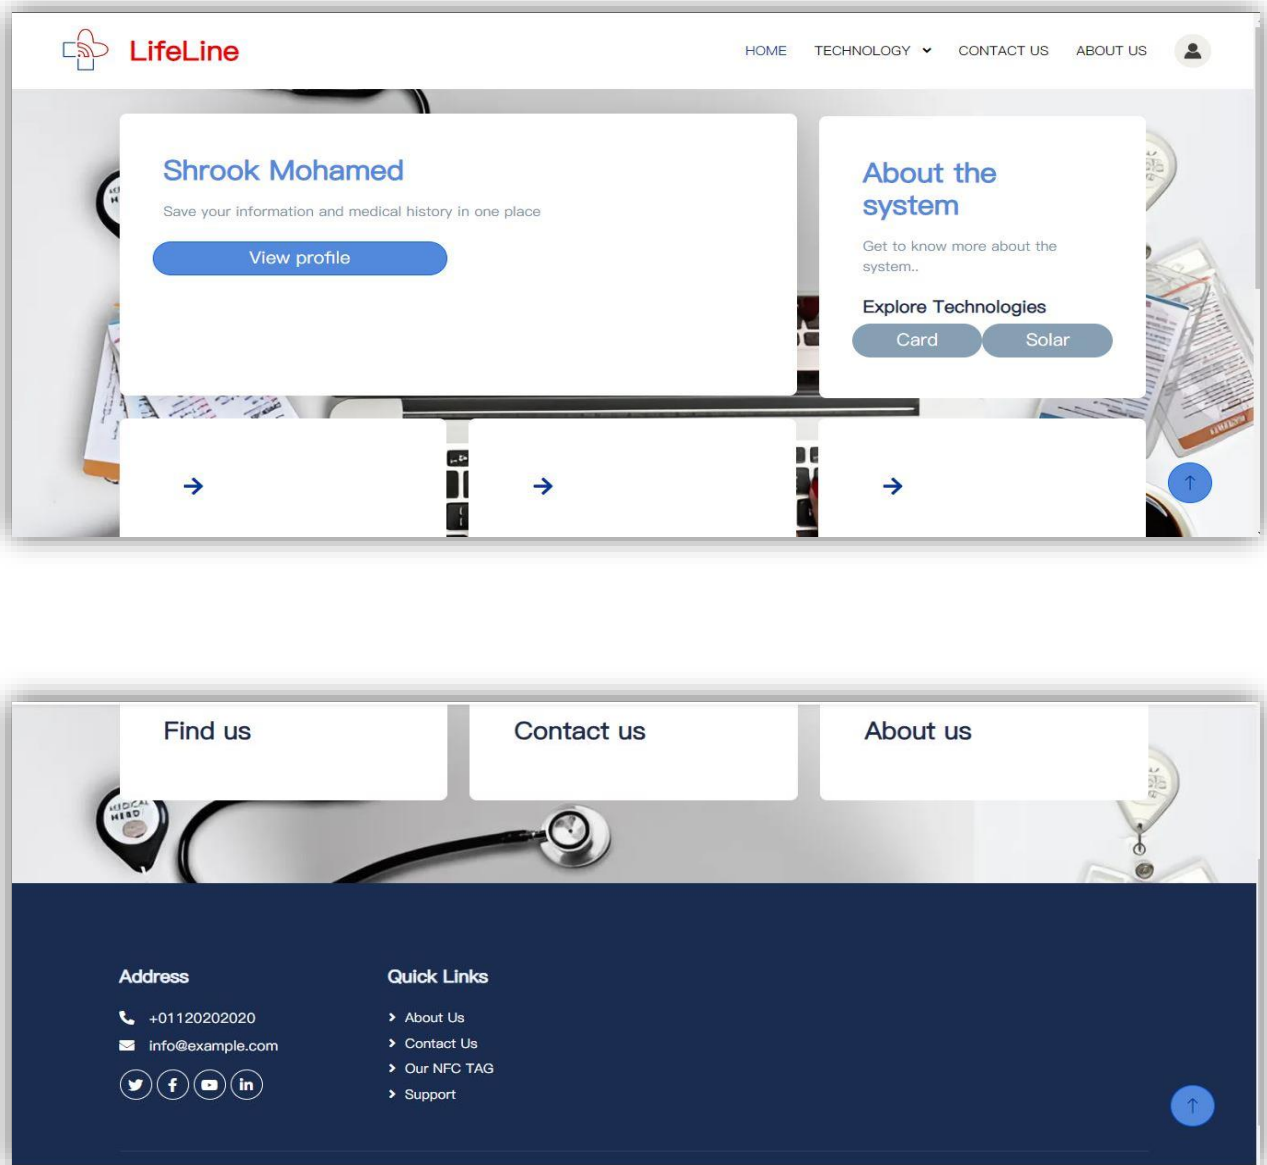 LifeLine
HOME TECHNOLOGY CONTACT US ABOUT US
Shrook Mohamed
Save your information and medical history in one place
View profile
About the
system
Get to know more about the
system..
Explore Technologies
Card Solar
Find us Contact us About us
MEDICAL
Address
+01120202020
info@example.com
Quick Links
About Us
Contact Us
Our NFC TAG
Support